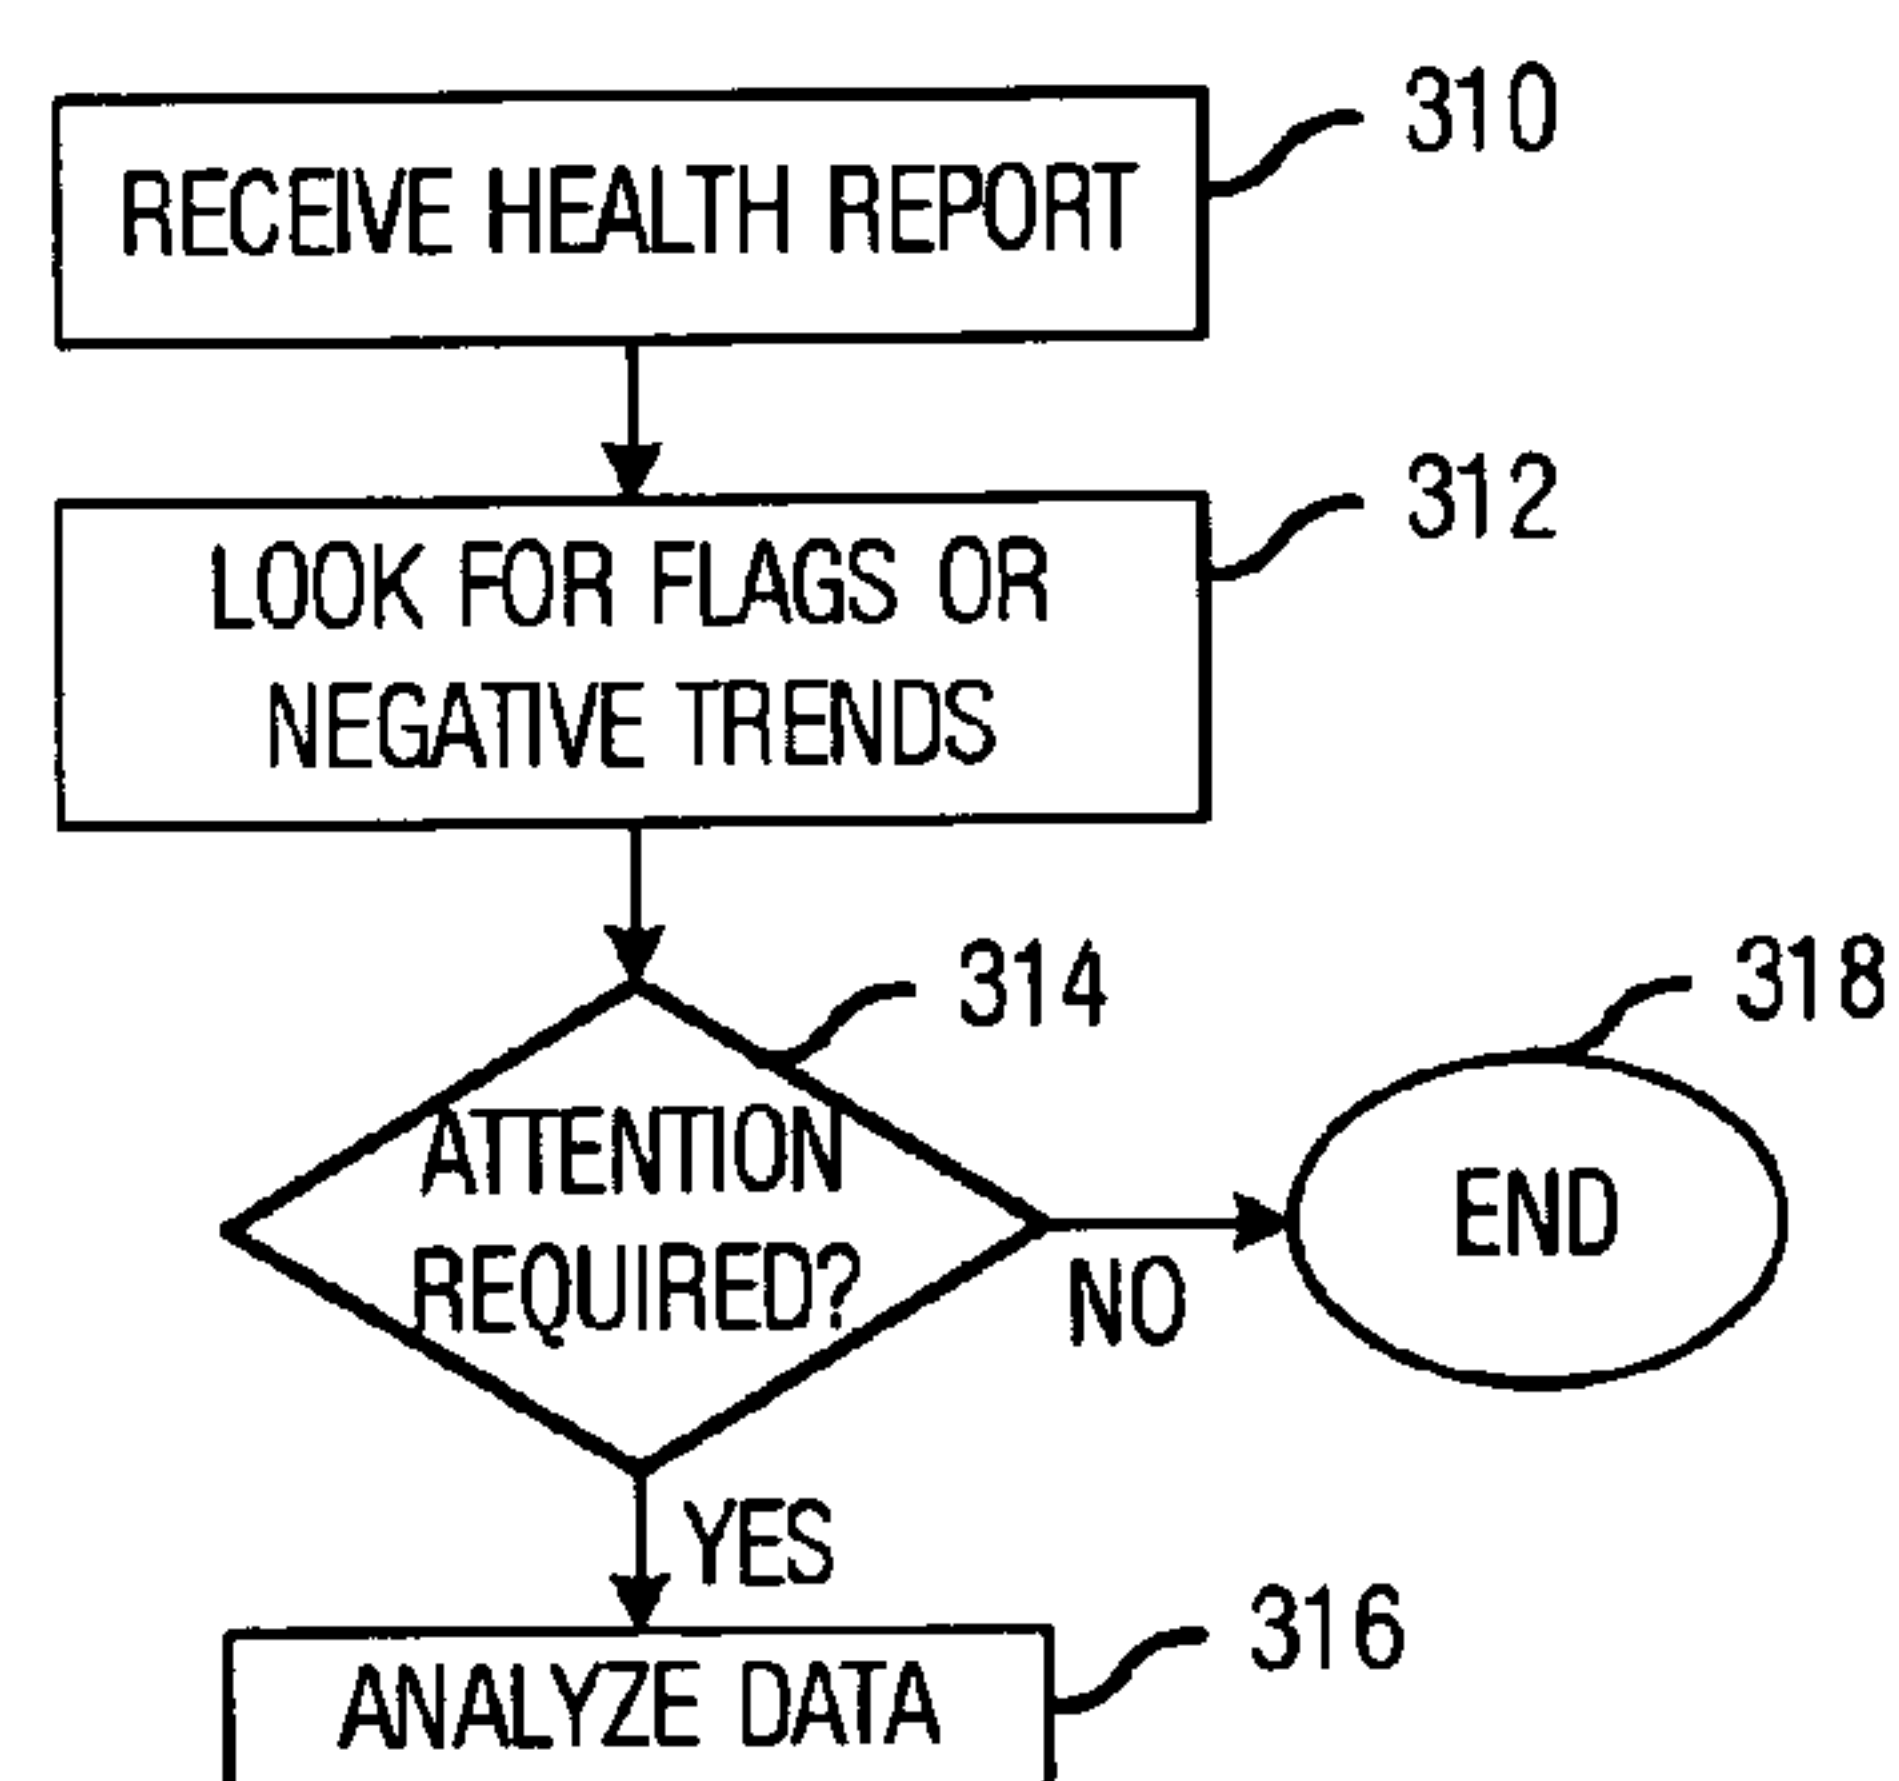 310
RECEIVE HEALTH REPORT
312
LOOK FOR FLAGS OR
NEGATIVE TRENDS
314
318
ATTENTION
REQUIRED?
END
NO
YES
316
ANALYZE DATA